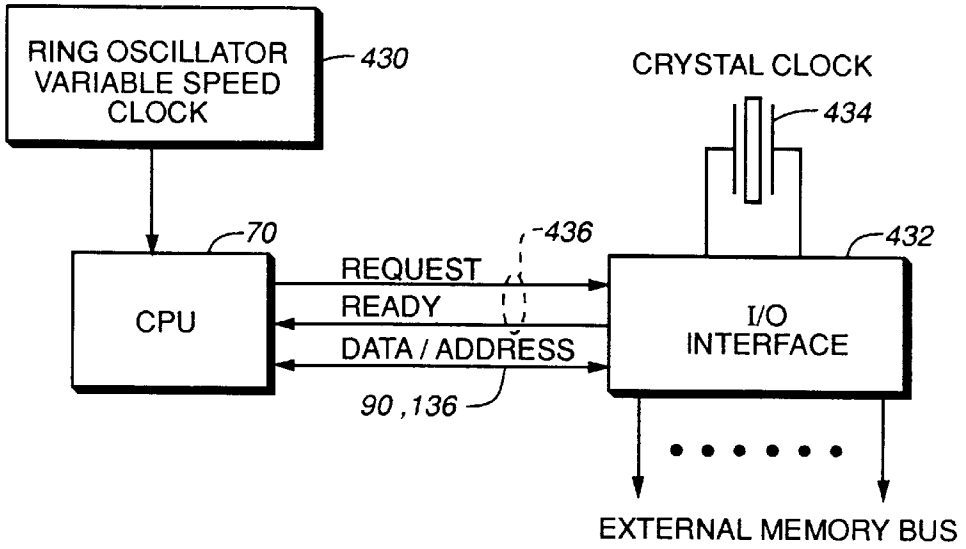 RING OSCILLATOR
VARIABLE SPEED
CLOCK
430
CRYSTAL CLOCK
434
70
CPU
REQUEST
436
READY
DATA / ADDRESS
90 , 136
432
I/O
INTERFACE
EXTERNAL MEMORY BUS